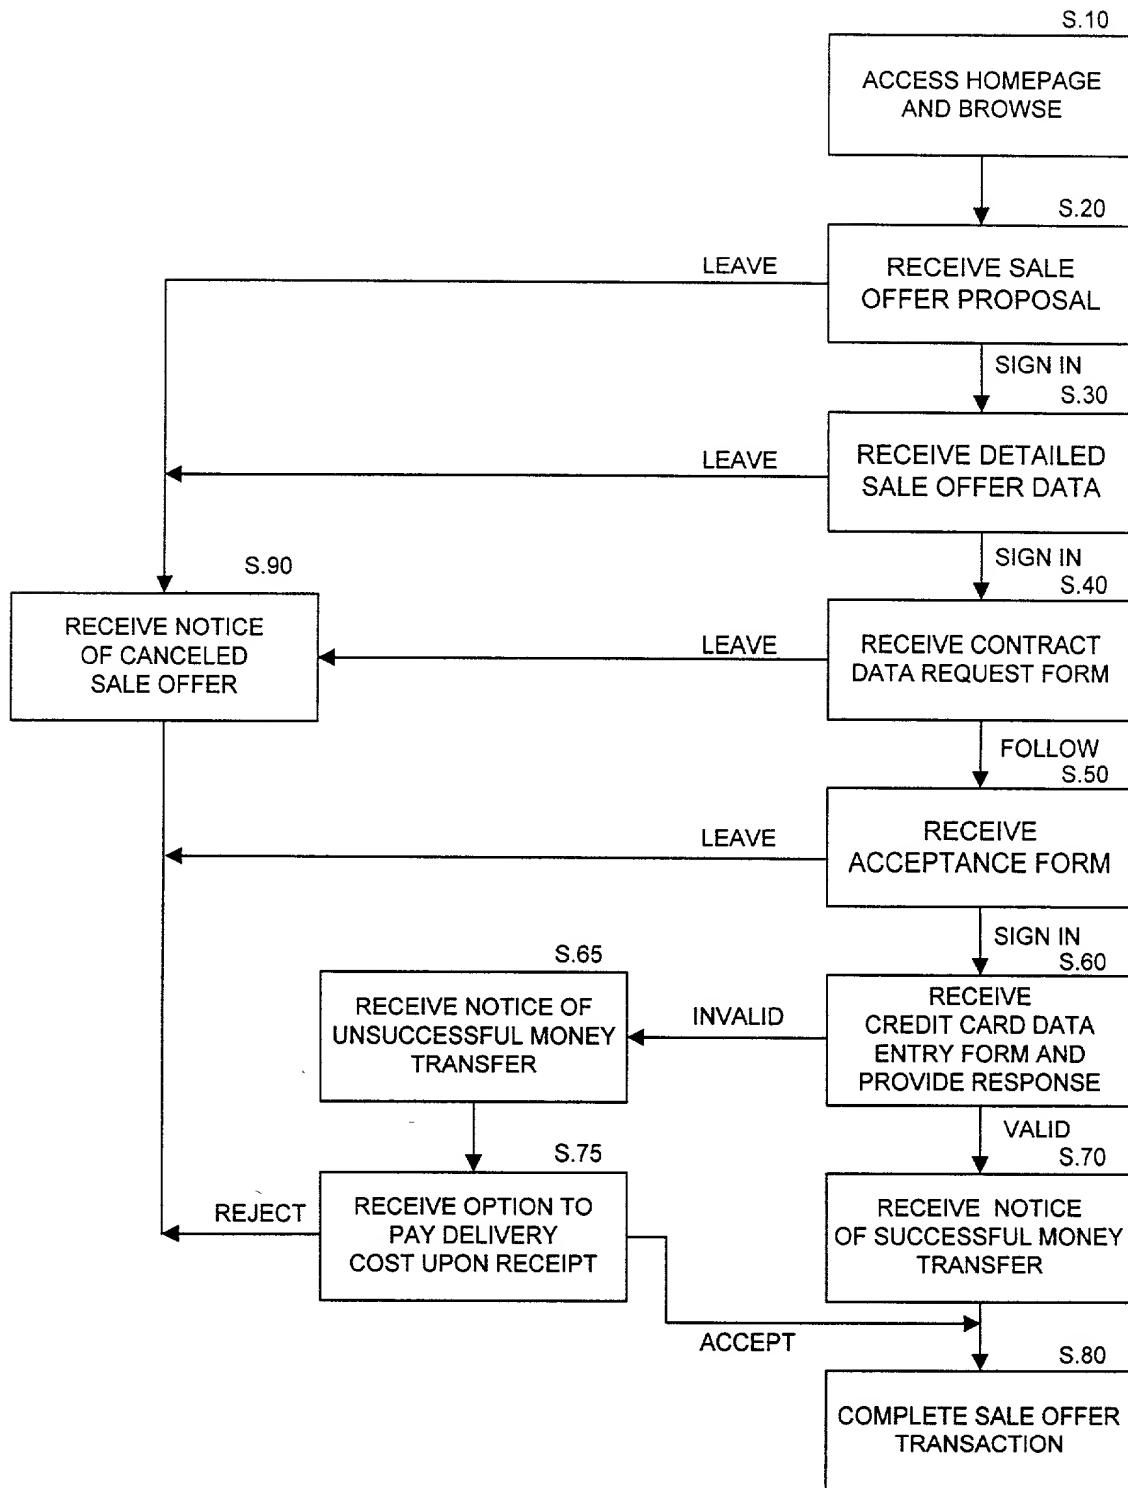 S.10
ACCESS HOMEPAGE
AND BROWSE
S.20
RECEIVE SALE
OFFER PROPOSAL
LEAVE
SIGN IN
S.30
RECEIVE DETAILED
SALE OFFER DATA
LEAVE
SIGN IN
S.40
RECEIVE CONTRACT
DATA REQUEST FORM
LEAVE
S.90
RECEIVE NOTICE
OF CANCELED
SALE OFFER
FOLLOW
S.50
RECEIVE
ACCEPTANCE FORM
LEAVE
SIGN IN
S.60
RECEIVE
CREDIT CARD DATA
ENTRY FORM AND
PROVIDE RESPONSE
INVALID
S.65
RECEIVE NOTICE OF
UNSUCCESSFUL MONEY
TRANSFER
VALID
S.70
RECEIVE NOTICE
OF SUCCESSFUL MONEY
TRANSFER
S.75
RECEIVE OPTION TO
PAY DELIVERY
COST UPON RECEIPT
REJECT
ACCEPT
S.80
COMPLETE SALE OFFER
TRANSACTION